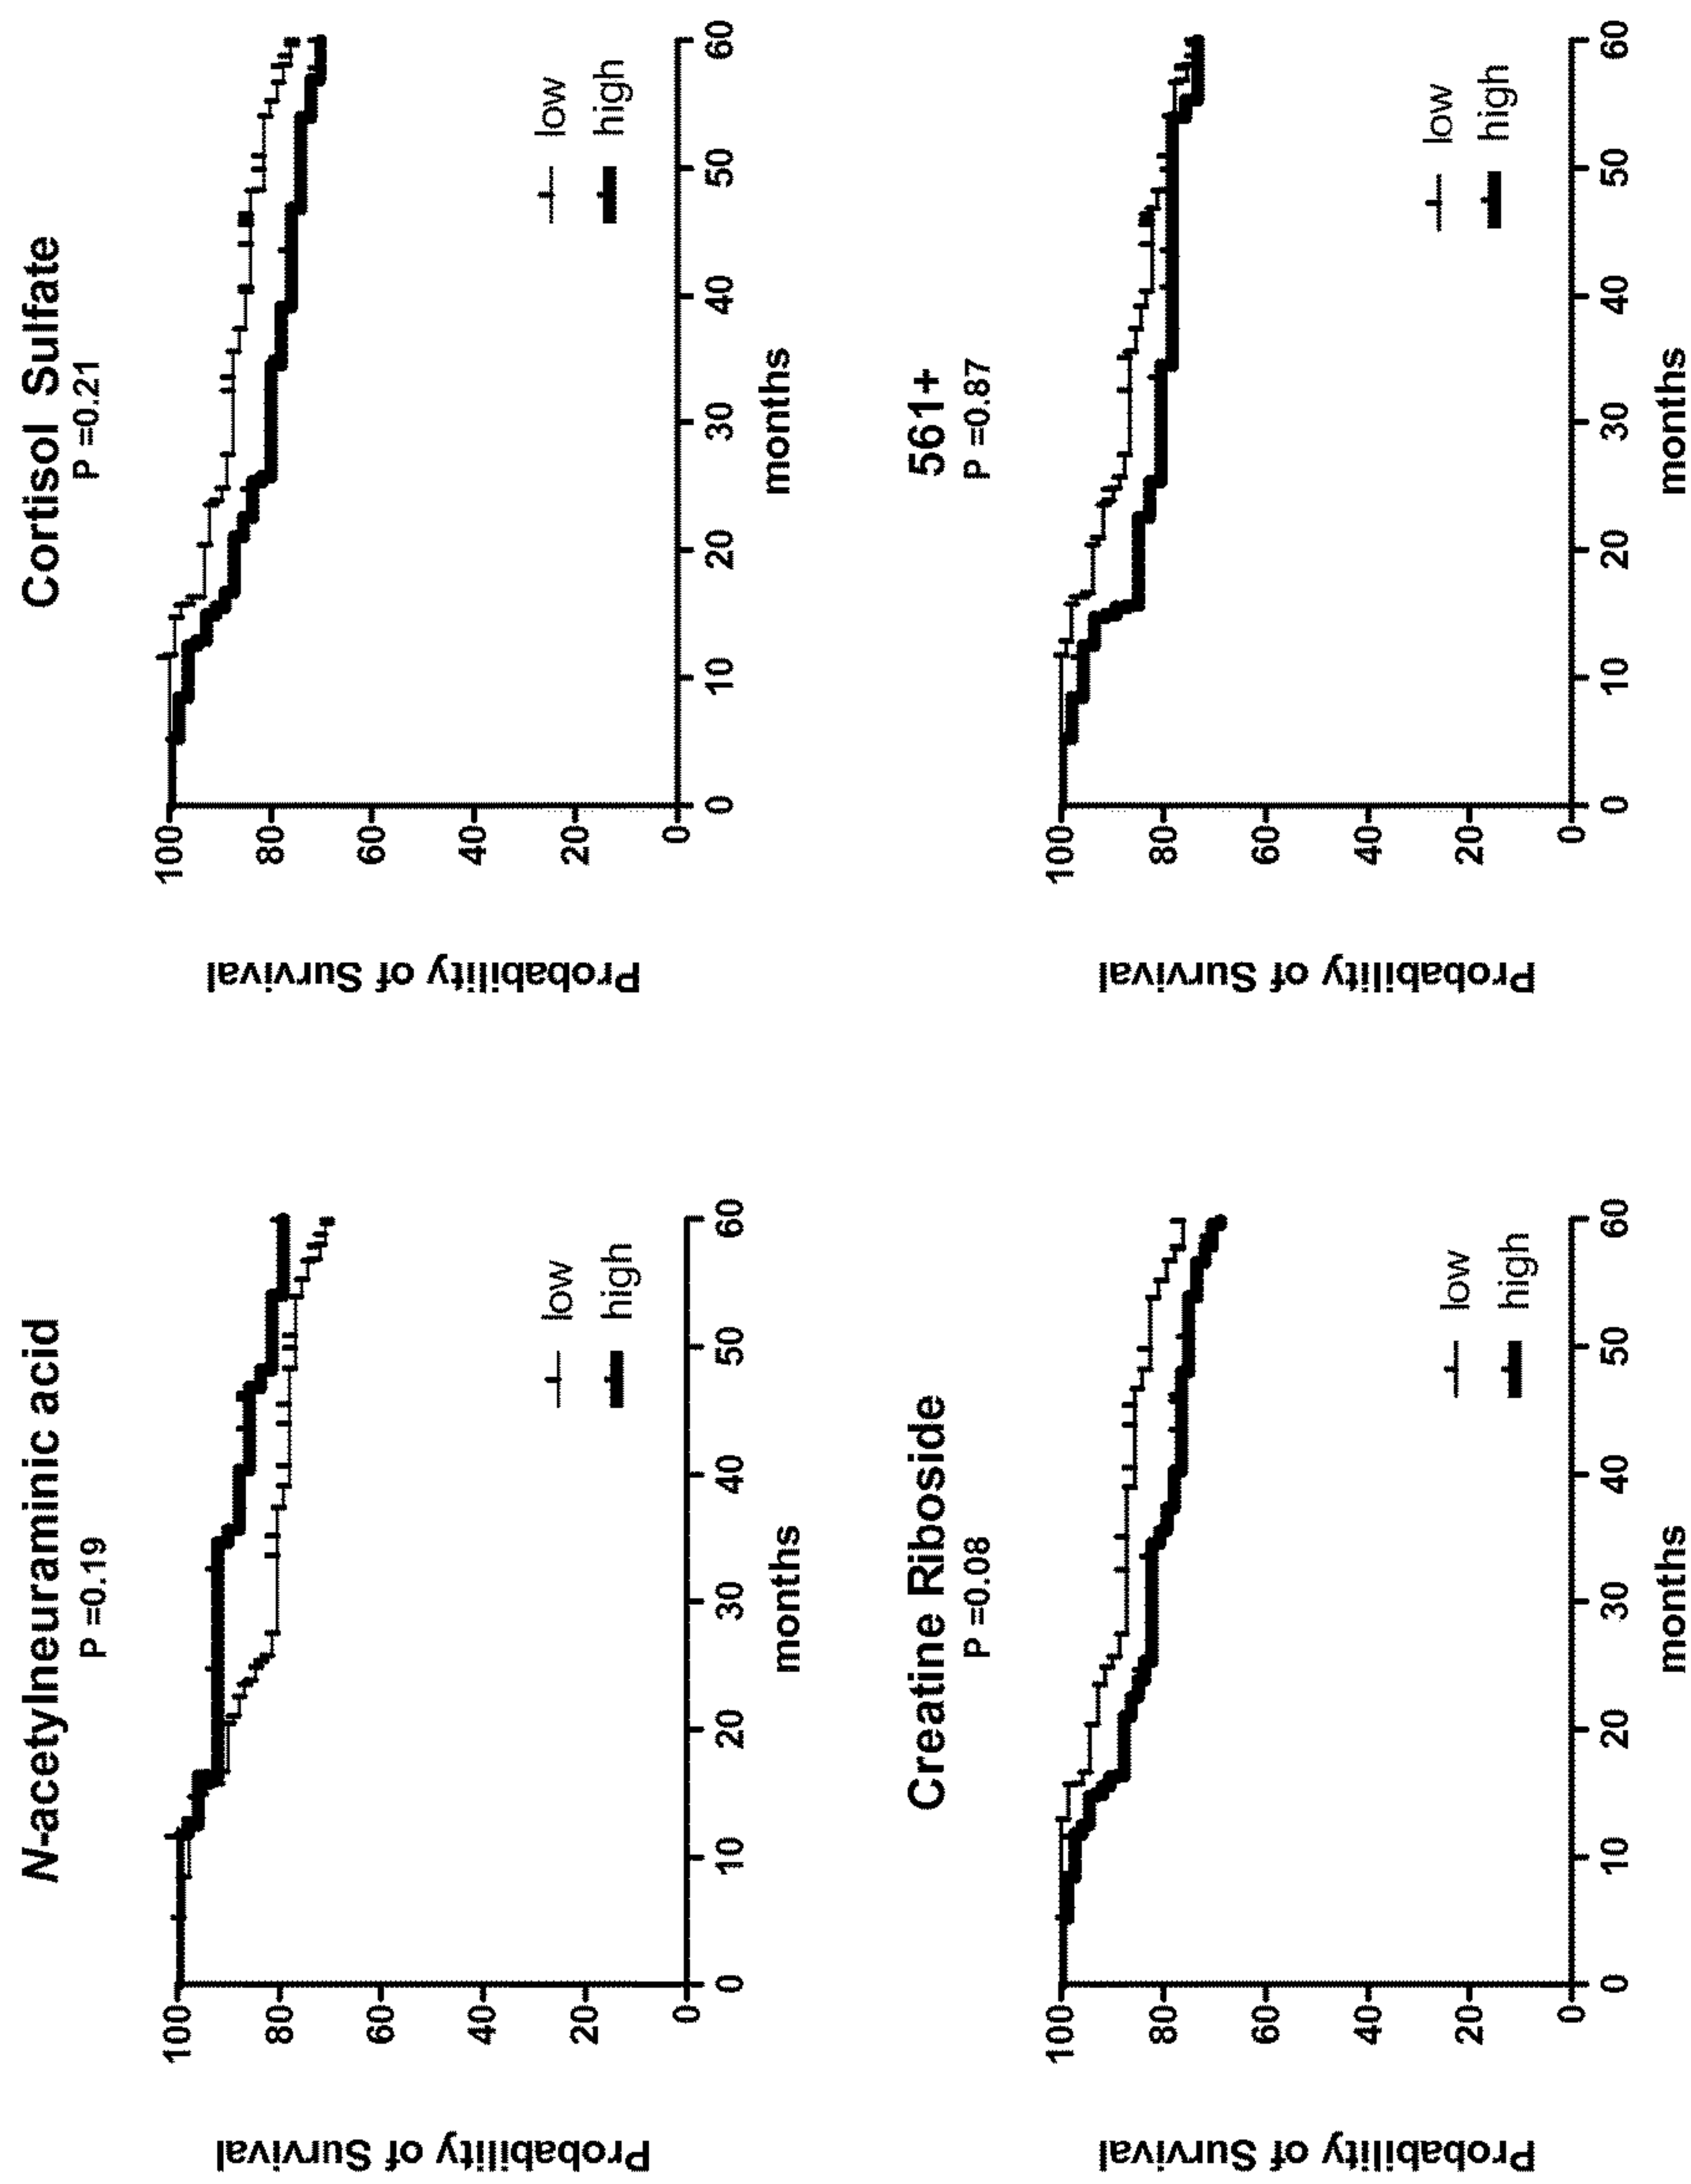 N-acetylneuraminic acid
P =0.19
Probability of Survival
100
80
60
40
20
0
0 10 20 30 40 50 60
months
low
high
Cortisol Sulfate
P =0.21
Probability of Survival
100
80
60
40
20
0
0 10 20 30 40 50 60
months
low
high
Creatine Riboside
P =0.08
Probability of Survival
100
80
60
40
20
0
0 10 20 30 40 50 60
months
low
high
561+
P =0.87
Probability of Survival
100
80
60
40
20
0
0 10 20 30 40 50 60
months
low
high